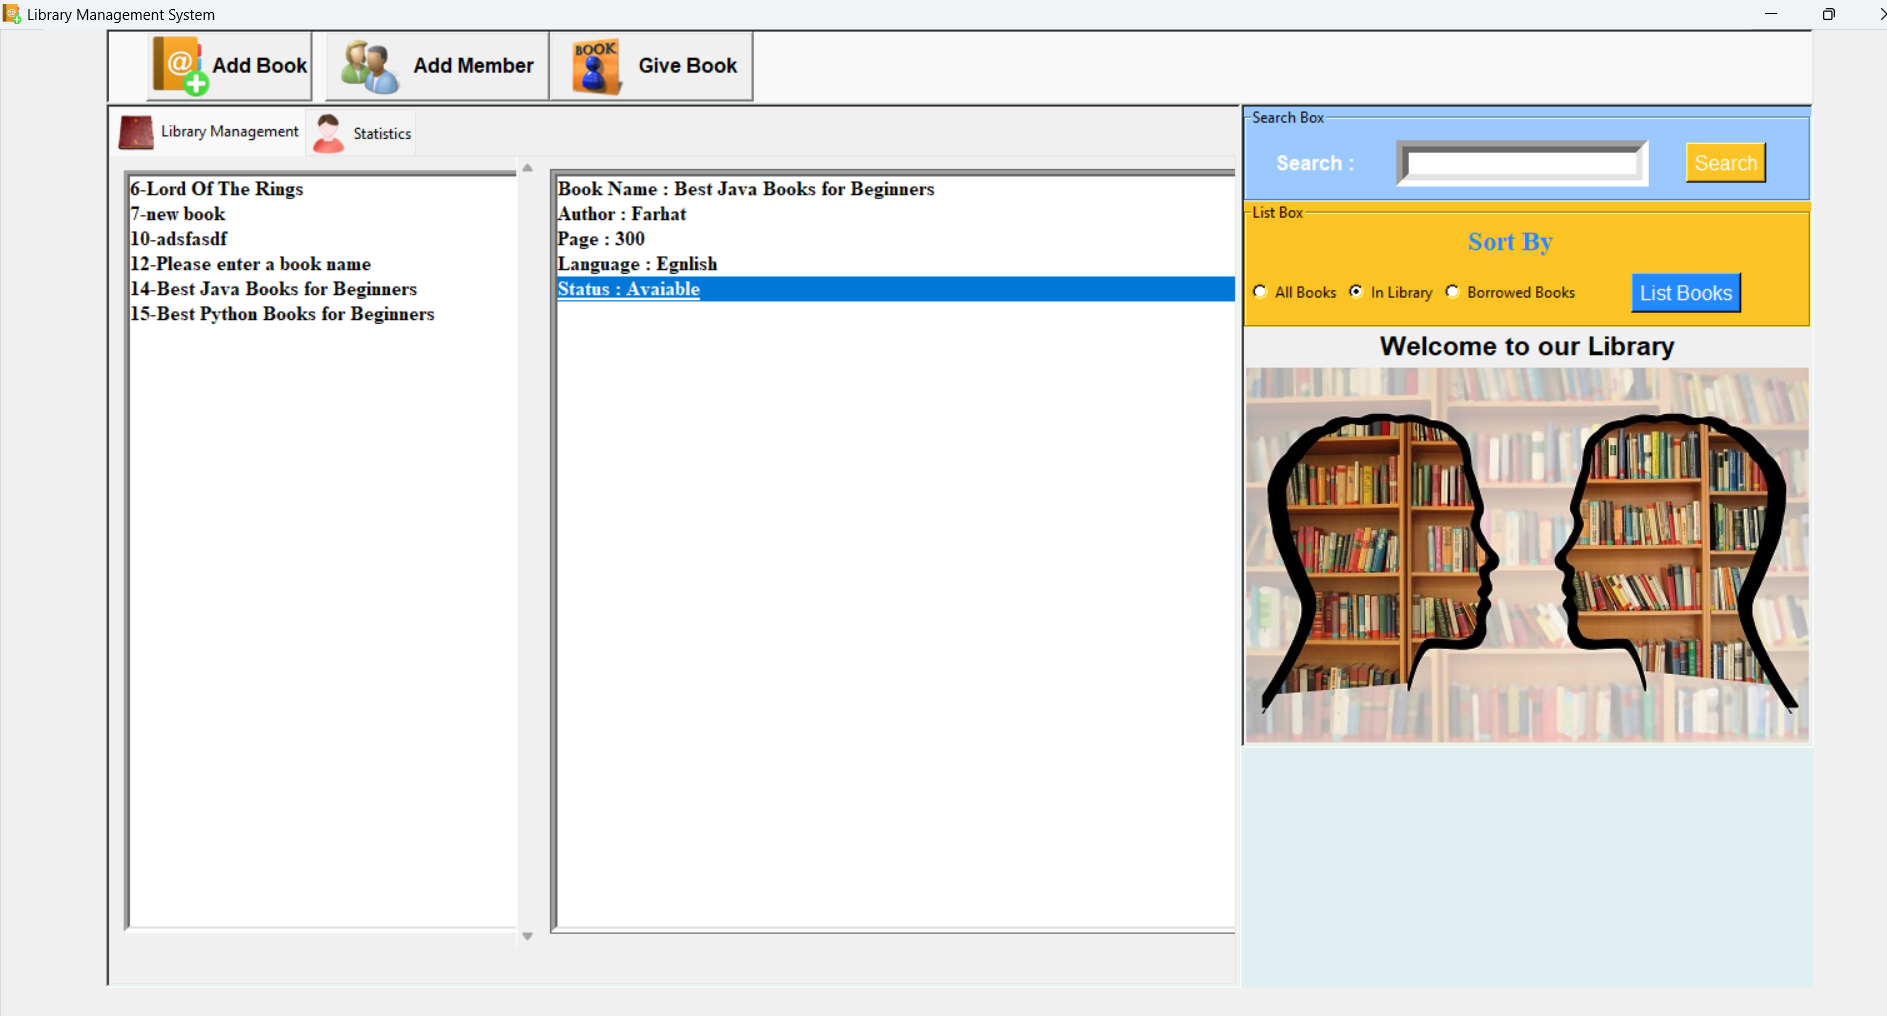 Library Management System
Add Book
Add Member
Give Book
Library Management
Statistics
6-Lord Of The Rings
7-new book
10-adsfasdf
12-Please enter a book name
14-Best Java Books for Beginners
15-Best Python Books for Beginners
Book Name : Best Java Books for Beginners
Author : Farhat
Page : 300
Language : Egnlish
Status : Avaiable
Search Box
Search :
Search
List Box
Sort By
All Books
In Library
Borrowed Books
List Books
Welcome to our Library
BOOK
@
@